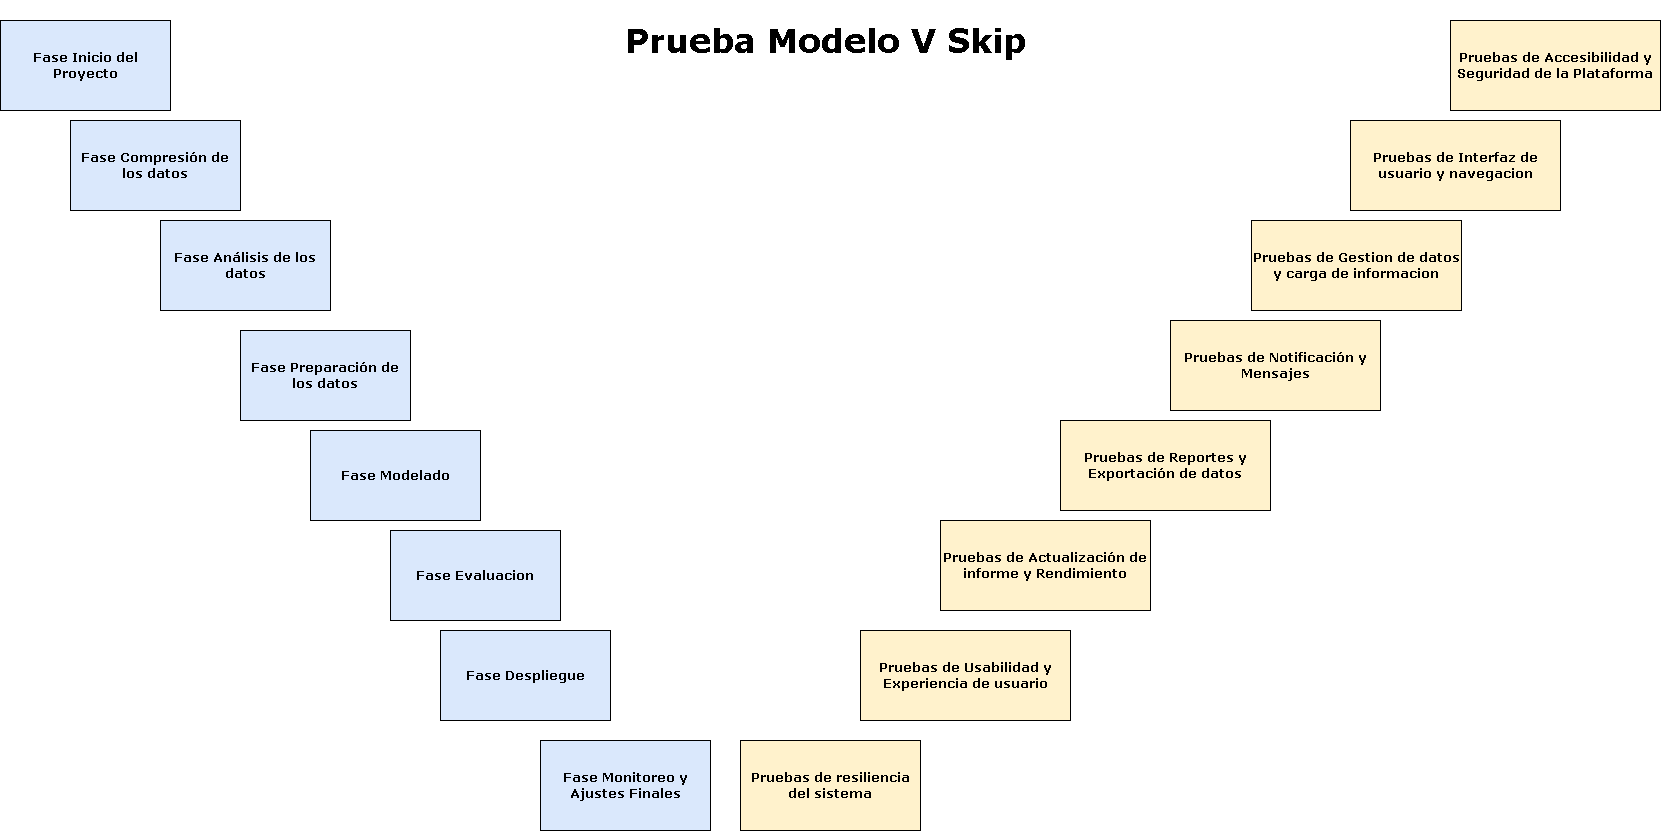 Prueba Modelo V Skip
Fase Inicio del
Proyecto
Pruebas de Accesibilidad y
Seguridad de la Plataforma
Fase Compresión de
los datos
Pruebas de Interfaz de
usuario y navegacion
Fase Análisis de los
datos
Pruebas de Gestion de datos
y carga de informacion
Fase Preparación de
los datos
Pruebas de Notificación y
Mensajes
Fase Modelado
Pruebas de Reportes y
Exportación de datos
Fase Evaluacion
Pruebas de Actualización de
informe y Rendimiento
Fase Despliegue
Pruebas de Usabilidad y
Experiencia de usuario
Fase Monitoreo y
Ajustes Finales
Pruebas de resiliencia
del sistema